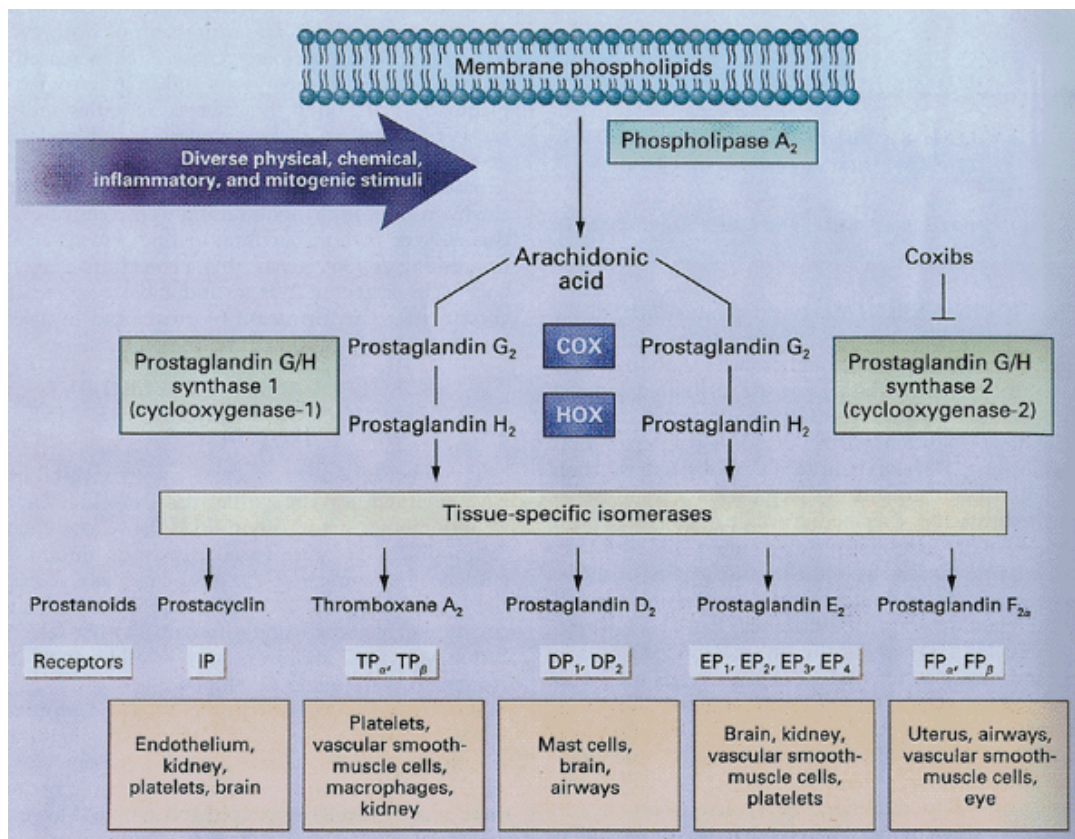 Membrane phospholipids
Phospholipase A₂
Diverse physical, chemical,
inflammatory, and mitogenic stimuli
Arachidonic
acid
Coxibs
Prostaglandin G/H
synthase 1
(cyclooxygenase-1)
Prostaglandin G₂
COX
Prostaglandin G₂
Prostaglandin H₂
HOX
Prostaglandin H₂
Prostaglandin G/H
synthase 2
(cyclooxygenase-2)
Tissue-specific isomerases
Prostanoids Prostacyclin Thromboxane A₂ Prostaglandin D₂ Prostaglandin E₂ Prostaglandin F₂α
Receptors IP TPα, TPβ DP₁, DP₂ EP₁, EP₂, EP₃, EP₄ FPα, FPβ
Endothelium,
kidney,
platelets, brain
Platelets,
vascular smooth-
muscle cells,
macrophages,
kidney
Mast cells,
brain,
airways
Brain, kidney,
vascular smooth-
muscle cells,
platelets
Uterus, airways,
vascular smooth-
muscle cells,
eye